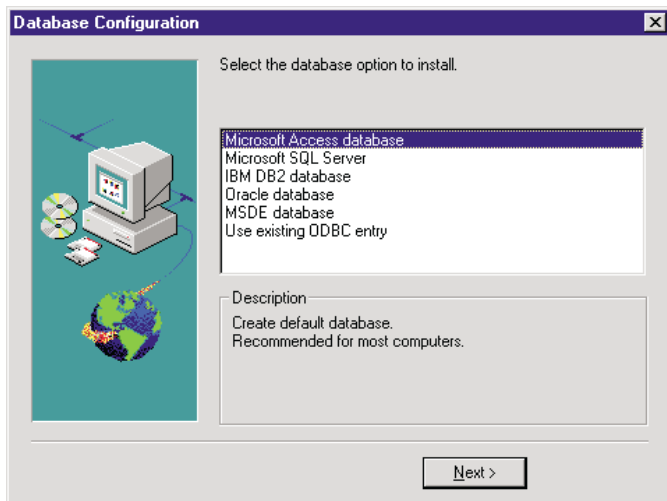 Database Configuration
Select the database option to install.
Microsoft Access database
Microsoft SQL Server
IBM DB2 database
Oracle database
MSDE database
Use existing ODBC entry
Description
Create default database.
Recommended for most computers.
Next >